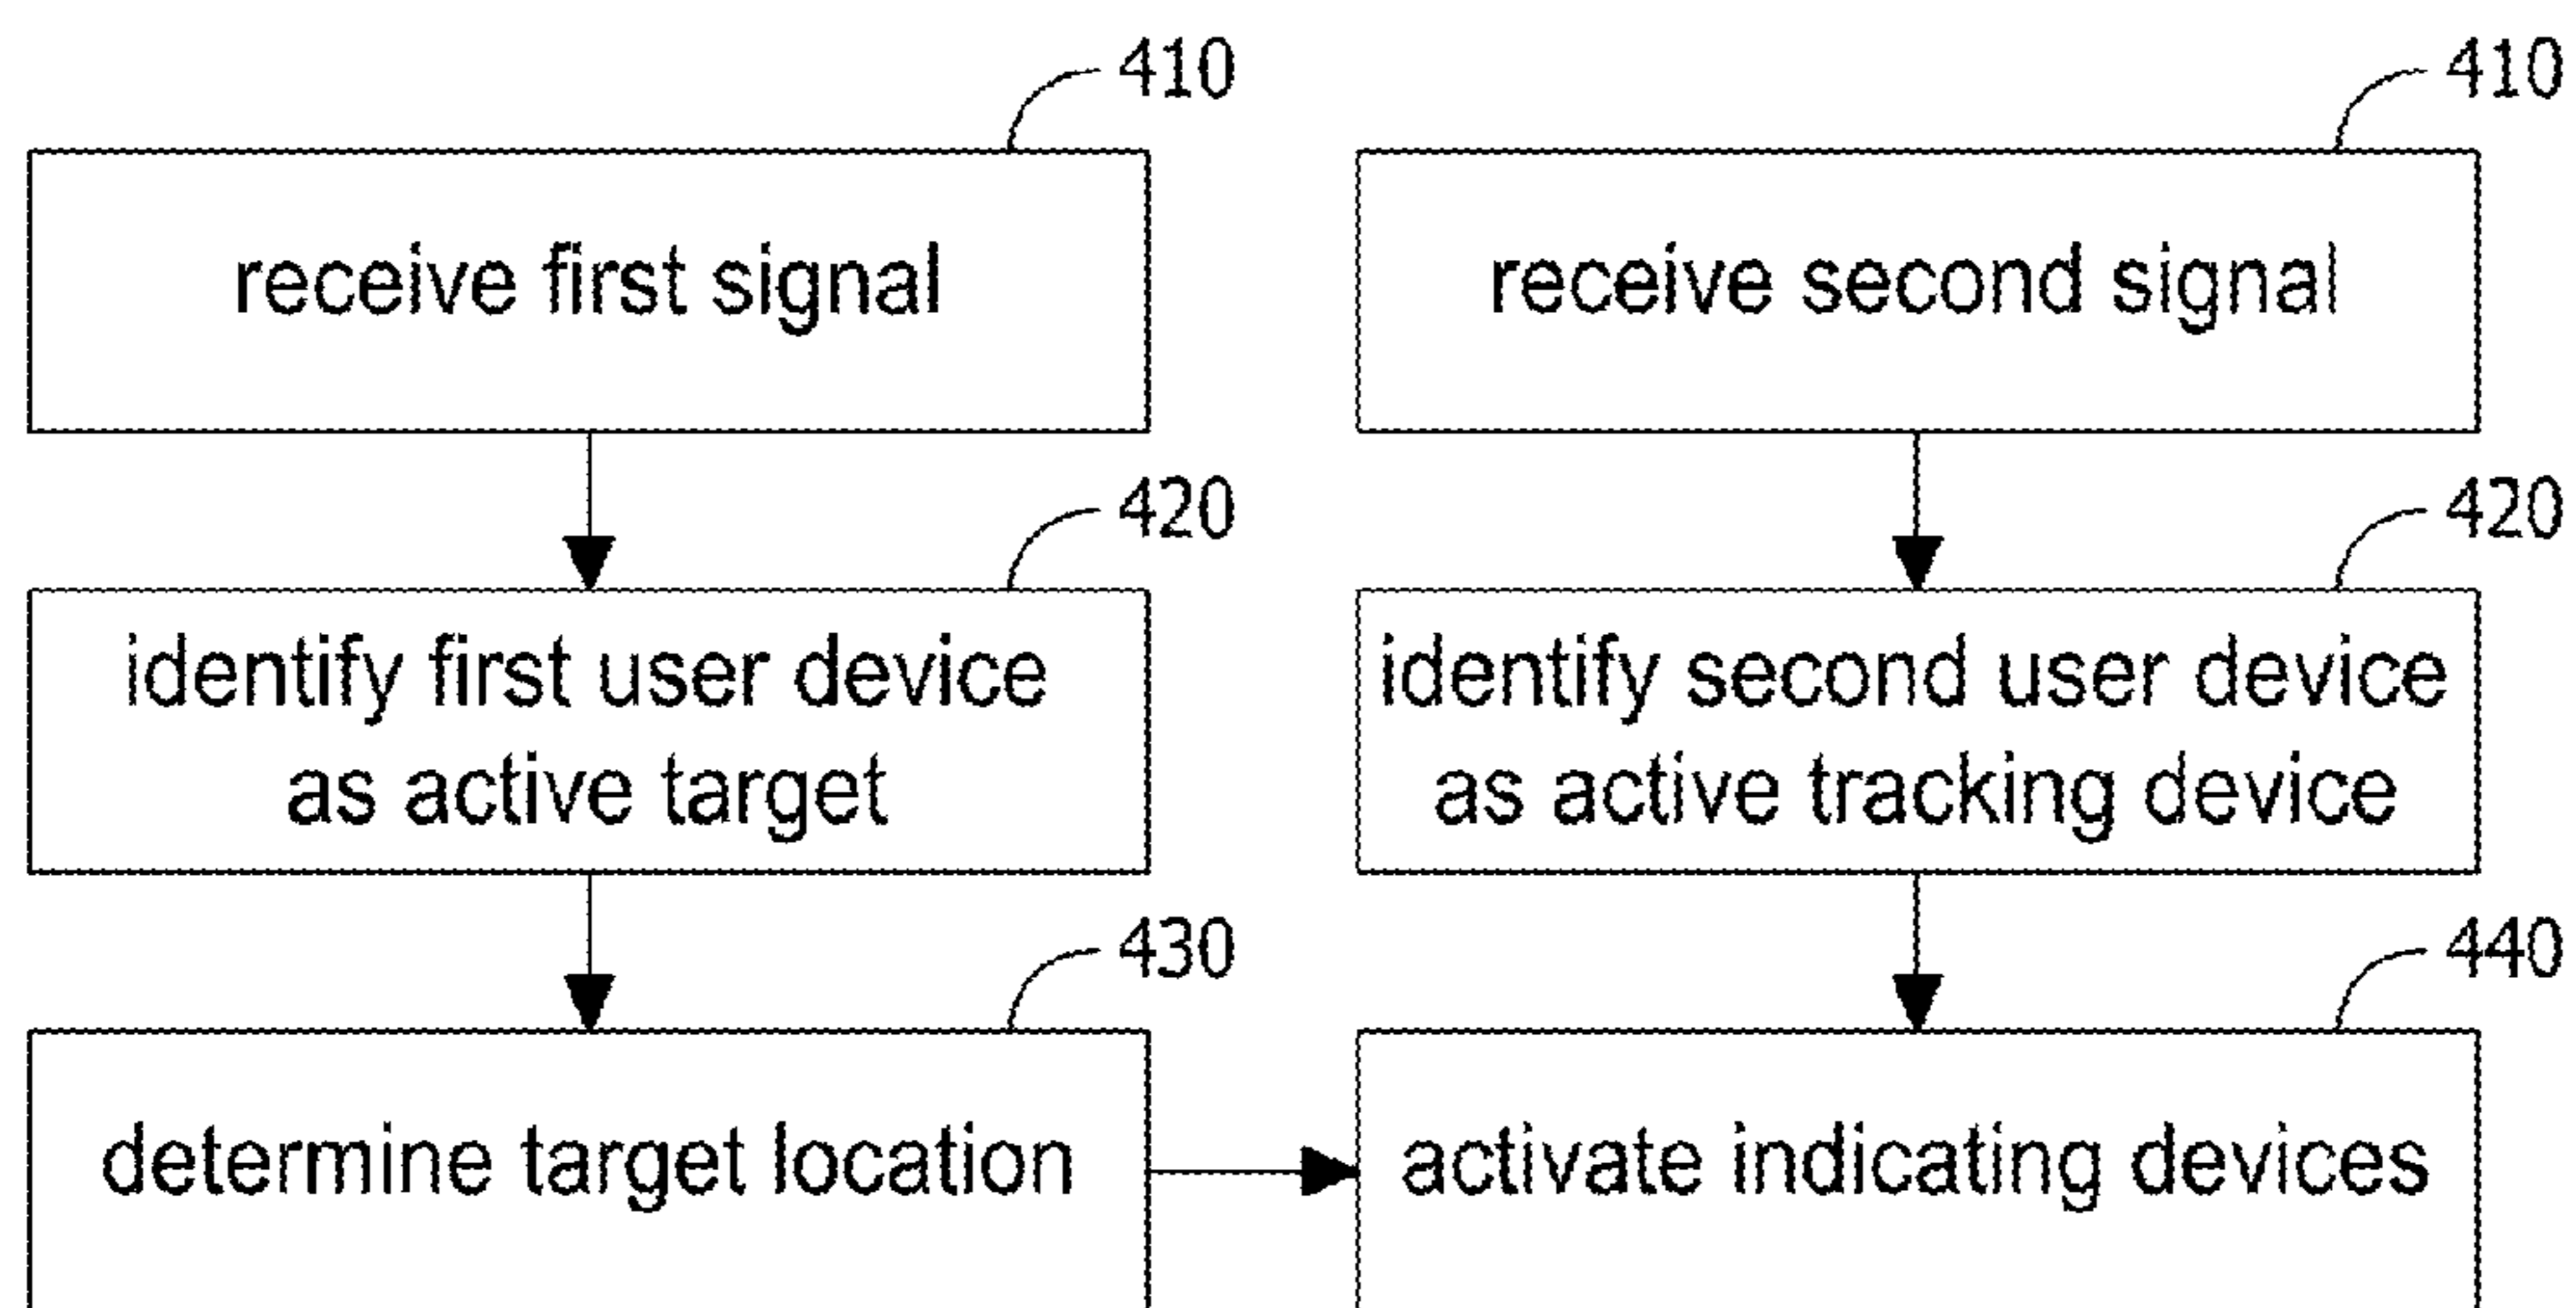 410
receive first signal
410
receive second signal
420
identify first user device
as active target
420
identify second user device
as active tracking device
430
determine target location
440
activate indicating devices